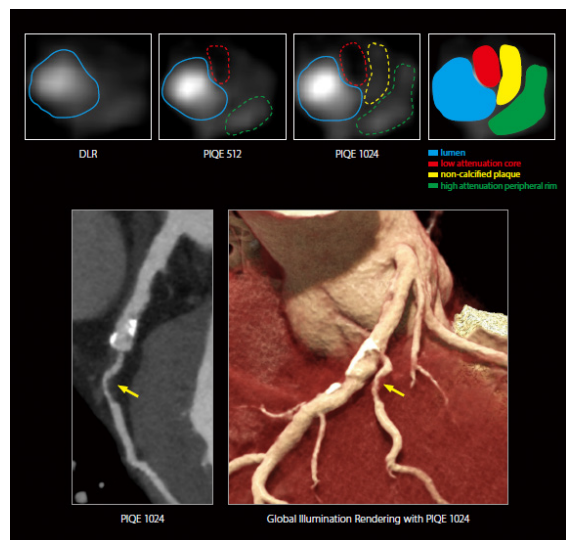 DLR
PIQE 512
PIQE 1024
lumen
low attenuation core
non-calcified plaque
high attenuation peripheral rim
PIQE 1024
Global Illumination Rendering with PIQE 1024